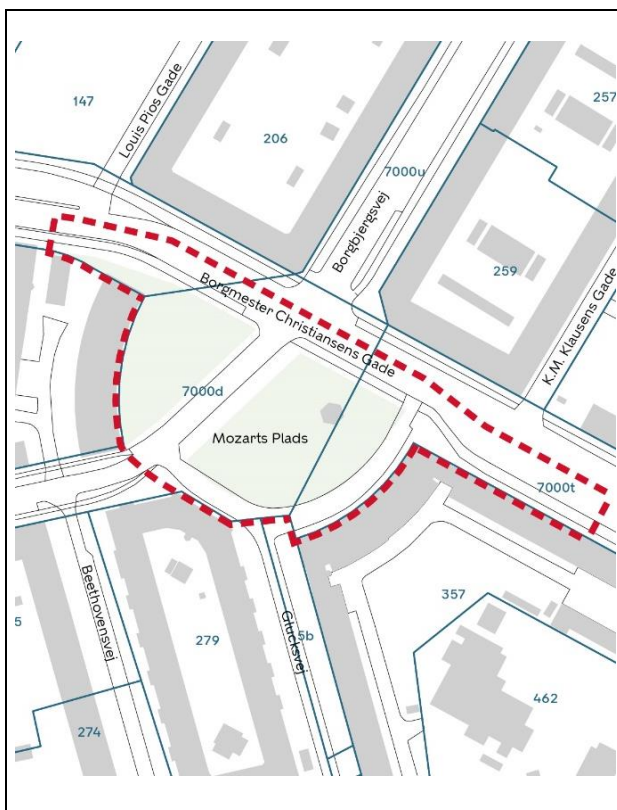 147
Louis Pios Gade
206
7000u
257
Borgbjergsvej
259
K.M. Klausens Gade
Borgmester Christiansens Gade
7000d
Mozarts Plads
7000t
Beethovensvej
279
Glucksvej
5b
357
462
5
274